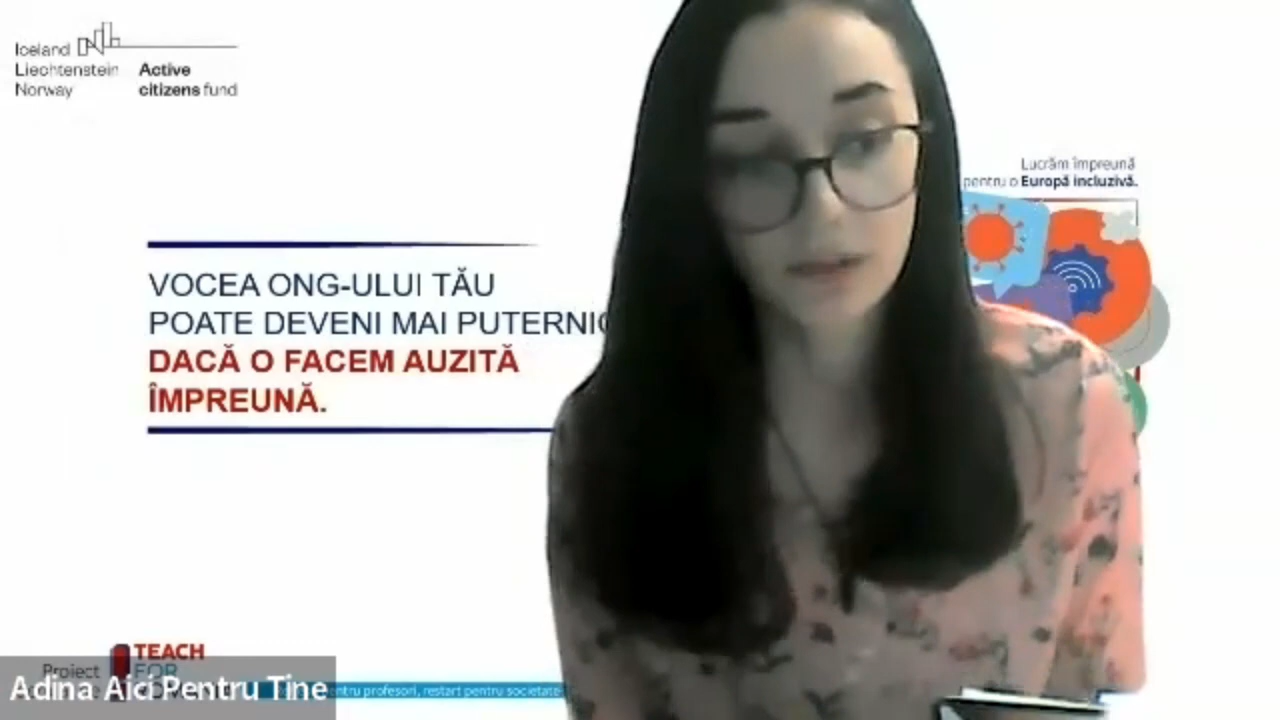 Iceland
Liechtenstein
Norway
Active
citizens fund
Lucrăm împreună
pentru o Europă incluzivă.
VOCEA ONG-ULUI TĂU
POATE DEVENI MAI PUTERNIC
DACĂ O FACEM AUZITĂ
ÎMPREUNĂ.
Project
TEACH
FOR
Adina Aici Pentru Tine
pentru profesori, restart pentru societate